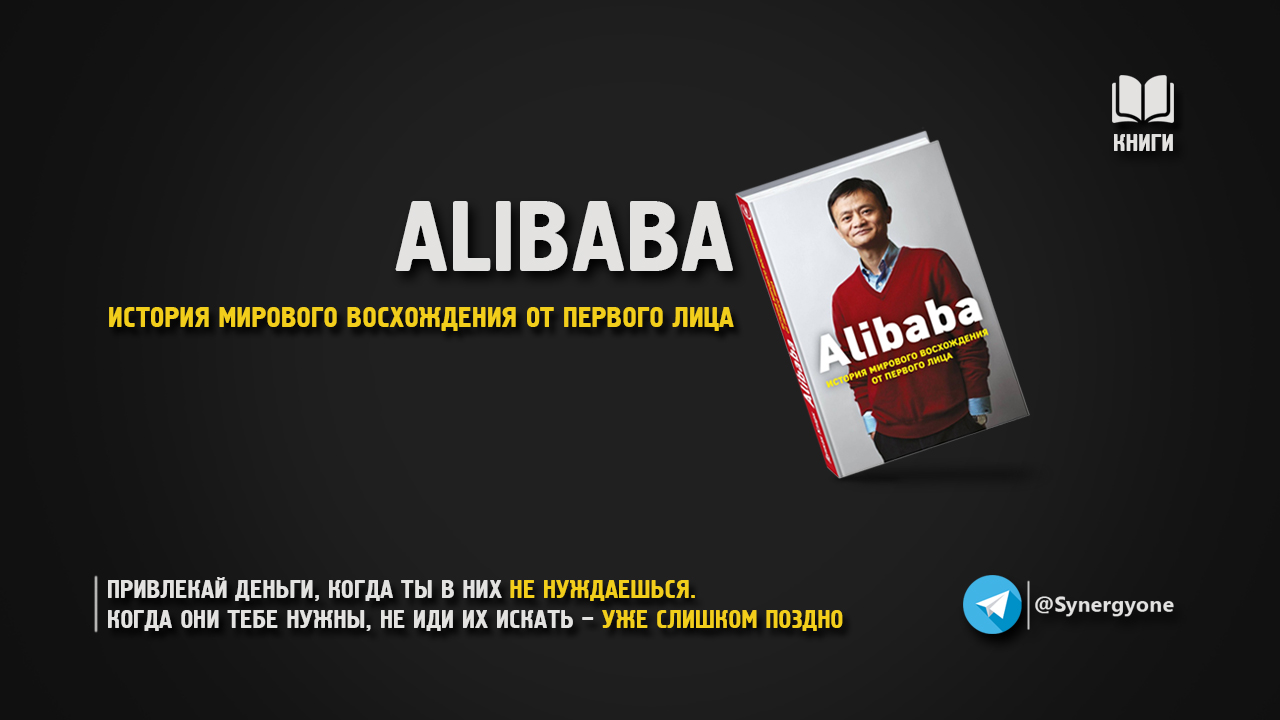 КНИГИ
ALIBABA
ИСТОРИЯ МИРОВОГО ВОСХОЖДЕНИЯ ОТ ПЕРВОГО ЛИЦА
Alibaba
ИСТОРИЯ МИРОВОГО ВОСХОЖДЕНИЯ
ОТ ПЕРВОГО ЛИЦА
Alibaba
ПРИВЛЕКАЙ ДЕНЬГИ, КОГДА ТЫ В НИХ НЕ НУЖДАЕШЬСЯ.
КОГДА ОНИ ТЕБЕ НУЖНЫ, НЕ ИДИ ИХ ИСКАТЬ – УЖЕ СЛИШКОМ ПОЗДНО
@Synergyone